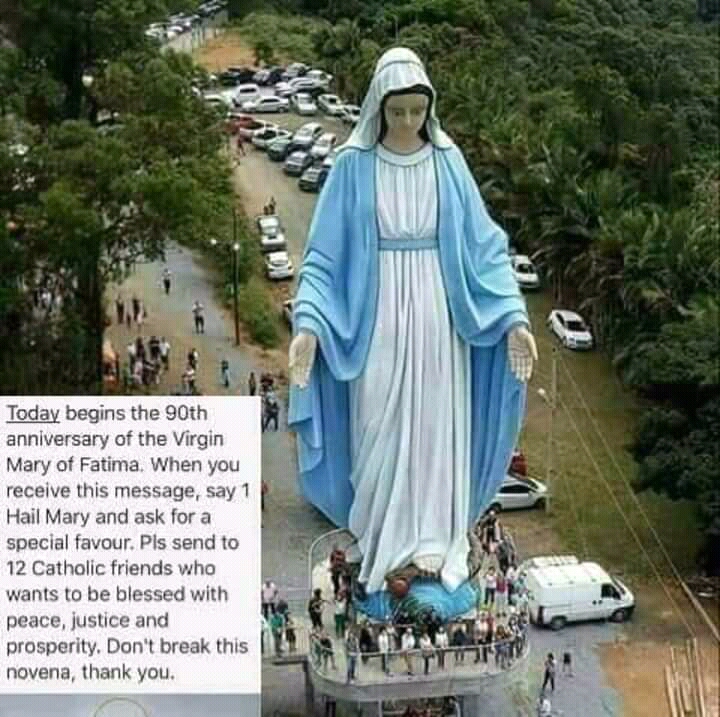 Today begins the 90th
anniversary of the Virgin
Mary of Fatima. When you
receive this message, say 1
Hail Mary and ask for a
special favour. Pls send to
12 Catholic friends who
wants to be blessed with
peace, justice and
prosperity. Don't break this
novena, thank you.